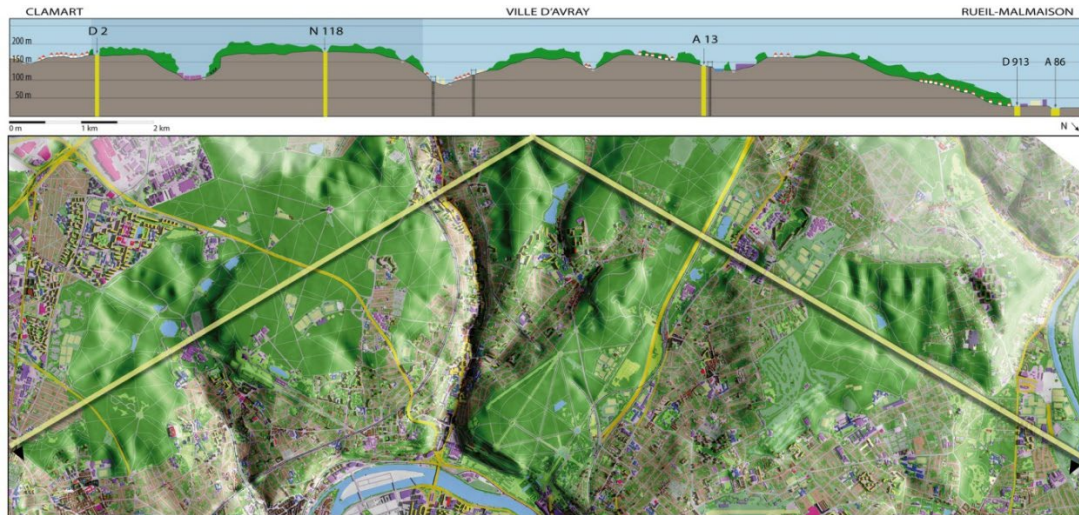 CLAMART VILLE D'AVRAY RUEIL-MALMAISON
D 2 N 118 A 13 D 913 A 86
200 m
150 m
100 m
50 m
0 m 1 km 2 km N